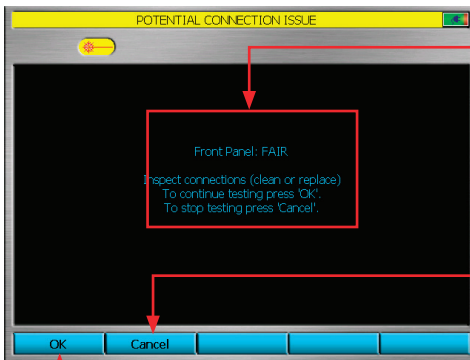 POTENTIAL CONNECTION ISSUE
Front Panel: FAIR
Inspect connections (clean or replace)
To continue testing press 'OK'.
To stop testing press 'Cancel'.
OK
Cancel